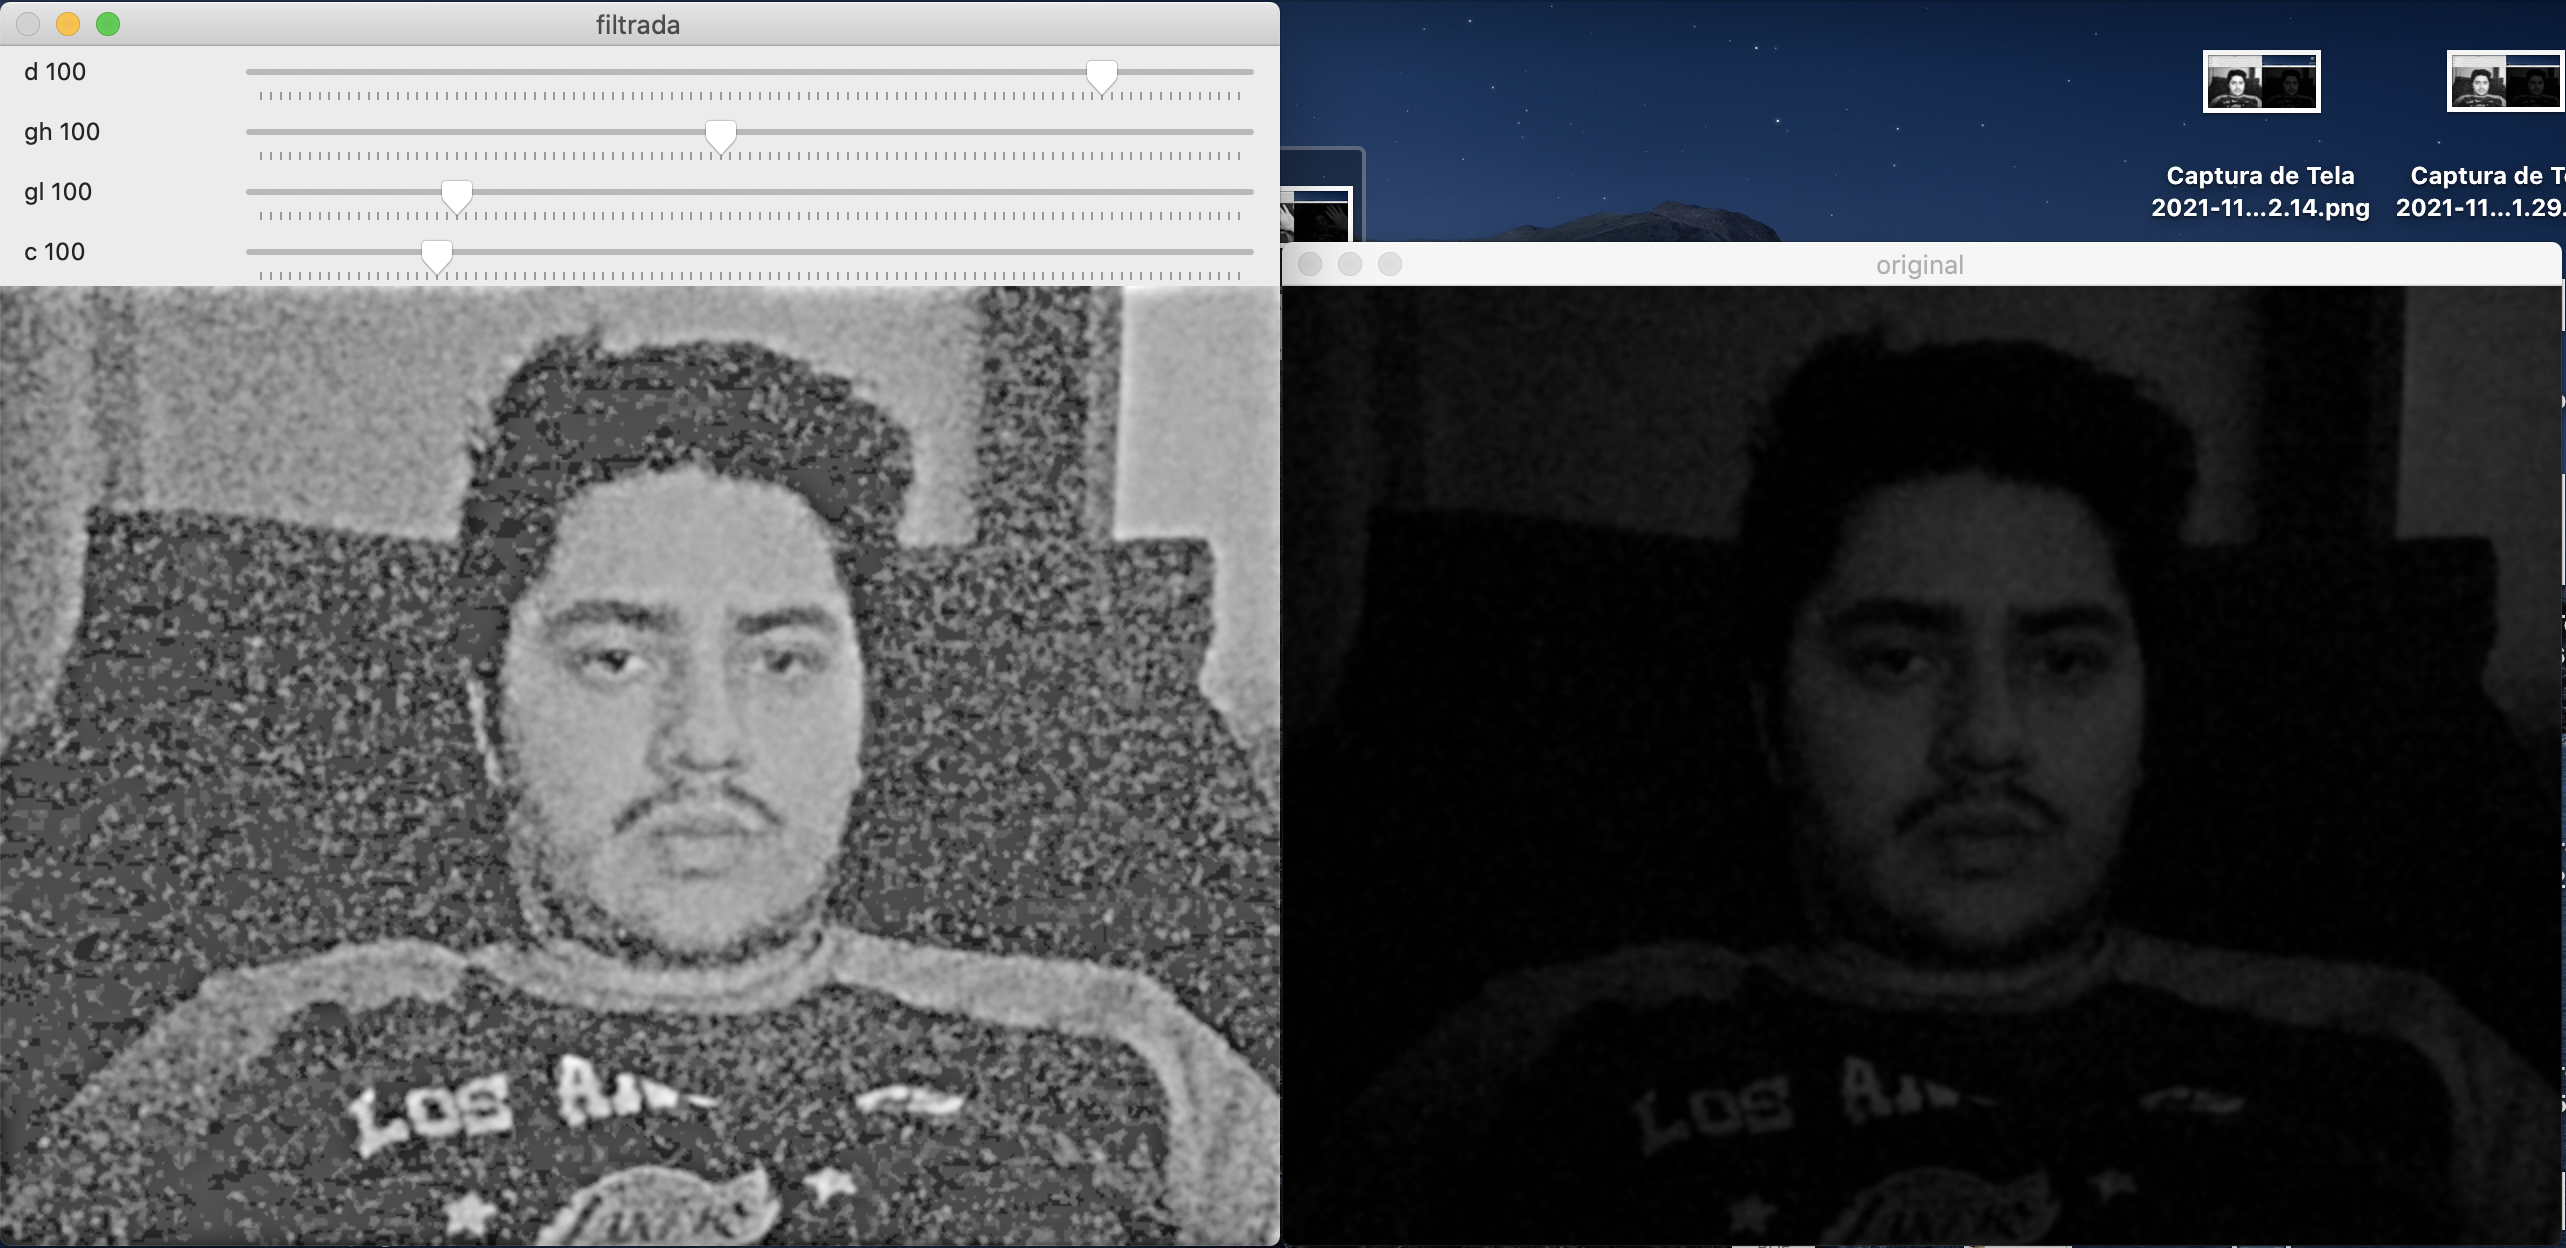 filtrada
d 100
gh 100
gl 100
c 100
Captura de Tela
2021-11...2.14.png
Captura de
2021-11...1.29.
original
LOS
LOS